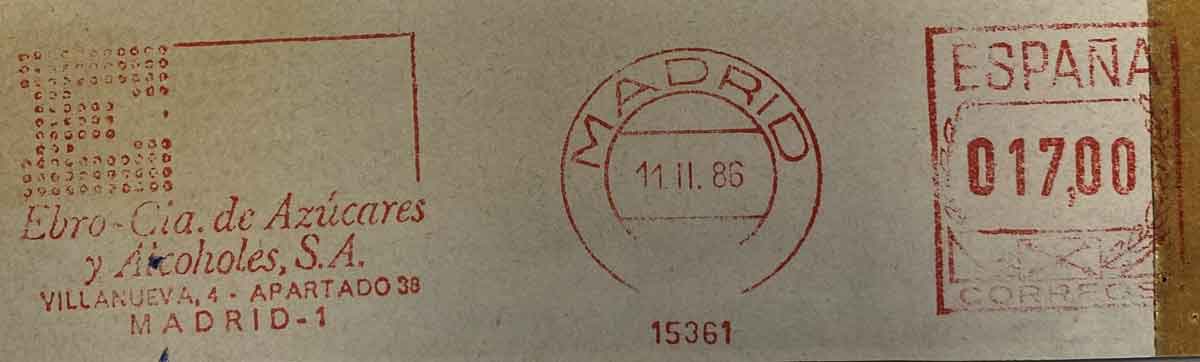 Ebro-Cia. de Azúcares
y Alcoholes, S.A.
VILLANUEVA, 4 - APARTADO 38
MADRID-1
MADRID
11.II.86
15361
ESPAÑA
017,00
CORREOS